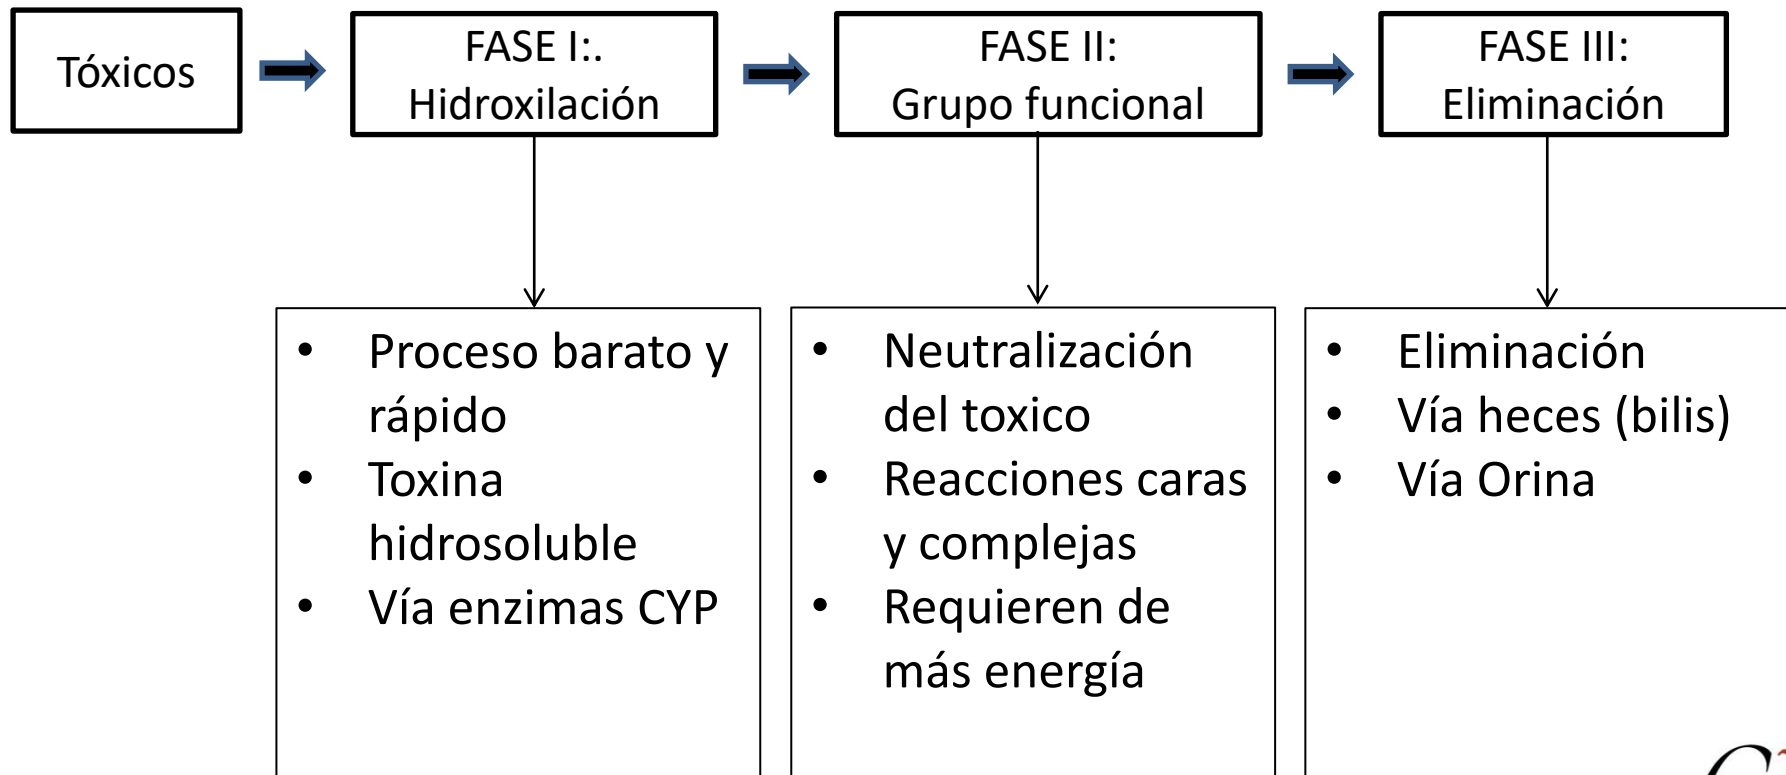 Tóxicos
FASE I:.
Hidroxilación
FASE II:
Grupo funcional
FASE III:
Eliminación
• Proceso barato y
rápido
• Toxina
hidrosoluble
• Vía enzimas CYP
• Neutralización
del toxico
• Reacciones caras
y complejas
• Requieren de
más energía
• Eliminación
• Vía heces (bilis)
• Vía Orina